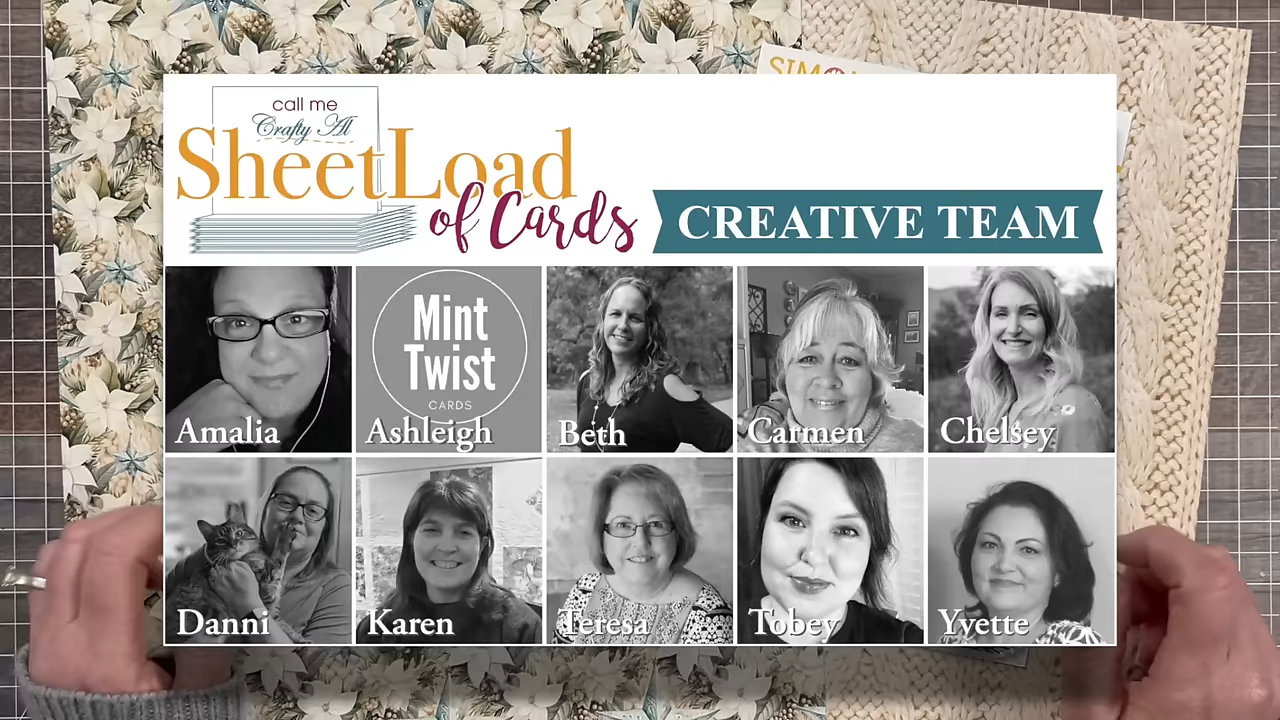 call me
Crafty Al
SheetLoad
of Cards
CREATIVE TEAM
Mint
Twist
CARDS
Amalia
Ashleigh
Beth
Carmen
Chelsey
Danni
Karen
Teresa
Tobey
Yvette